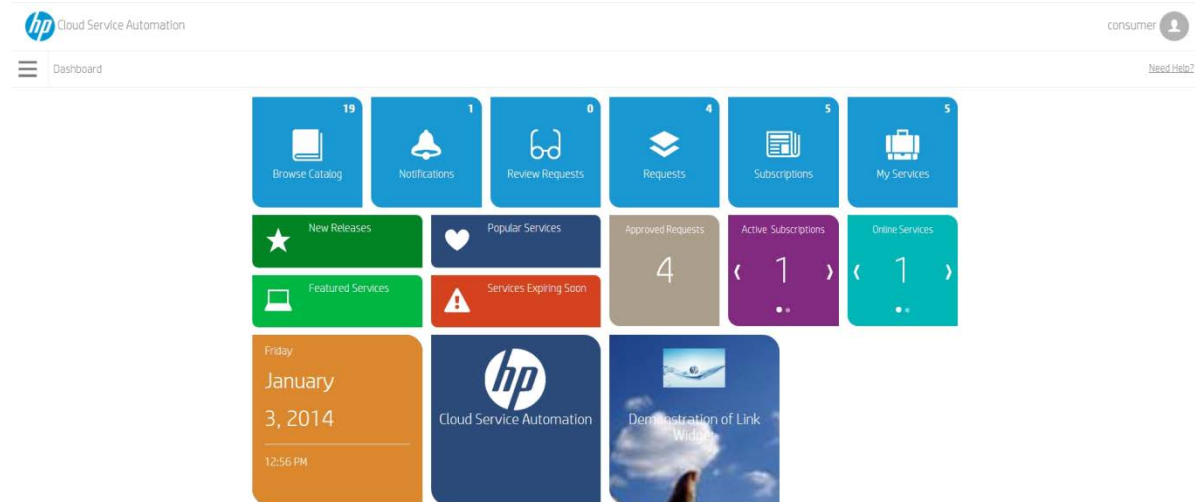 hp Cloud Service Automation
consumer
Dashboard
Need Help?
19
Browse Catalog
1
Notifications
0
Review Requests
4
Requests
5
Subscriptions
5
My Services
New Releases
Popular Services
Featured Services
Services Expiring Soon
Approved Requests
4
Active Subscriptions
1
Online Services
1
Friday
January
3, 2014
12:56 PM
hp
Cloud Service Automation
Demonstration of Link
Widget